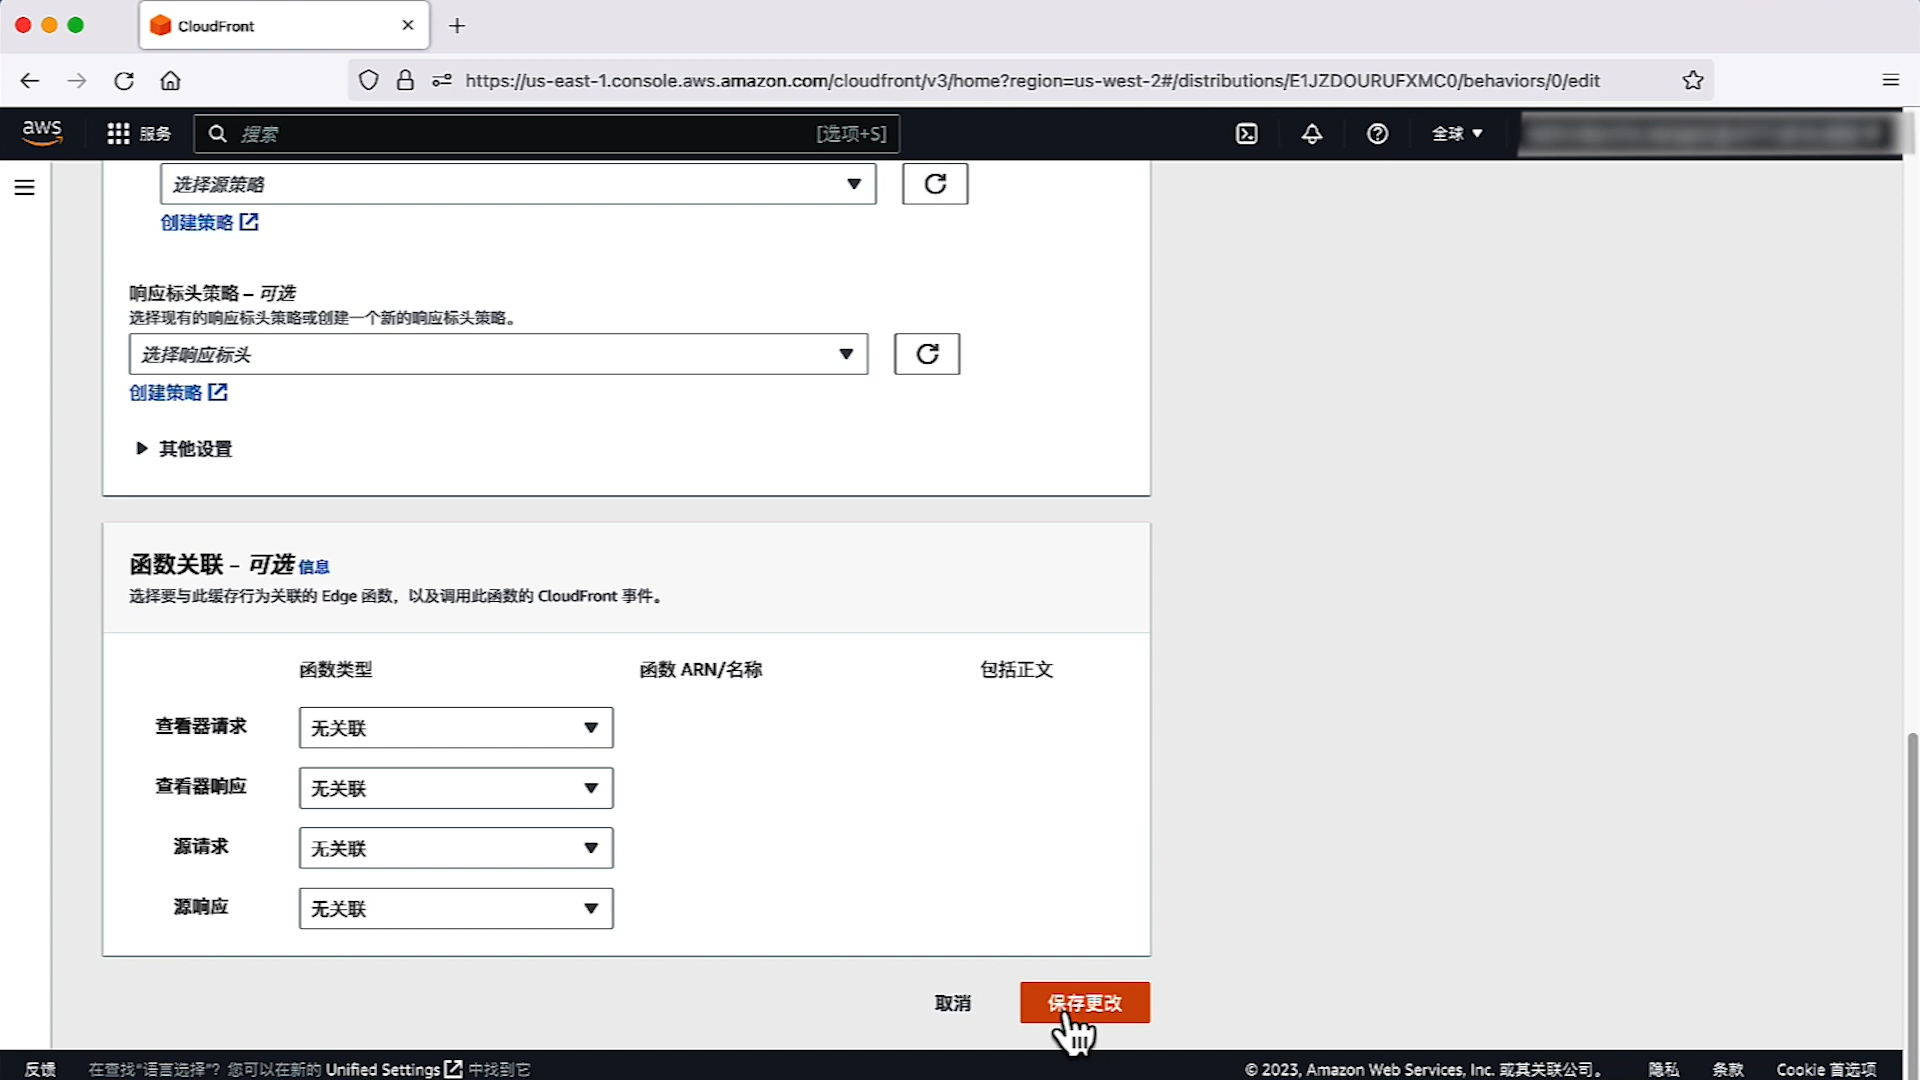 CloudFront
https://us-east-1.console.aws.amazon.com/cloudfront/v3/home?region=us-west-2#/distributions/E1JZDOURUFXMC0/behaviors/0/edit
aws
服务
搜索
[选项+S]
全球
选择源策略
创建策略
响应标头策略 – 可选
选择现有的响应标头策略或创建一个新的响应标头策略。
选择响应标头
创建策略
其他设置
函数关联 – 可选 信息
选择要与此缓存行为关联的 Edge 函数，以及调用此函数的 CloudFront 事件。
函数类型 函数 ARN/名称 包括正文
查看器请求 无关联
查看器响应 无关联
源请求 无关联
源响应 无关联
取消 保存更改
反馈 在查找“语言选择”？您可以在新的 Unified Settings 中找到它 © 2023, Amazon Web Services, Inc. 或其关联公司。 隐私 条款 Cookie 首选项